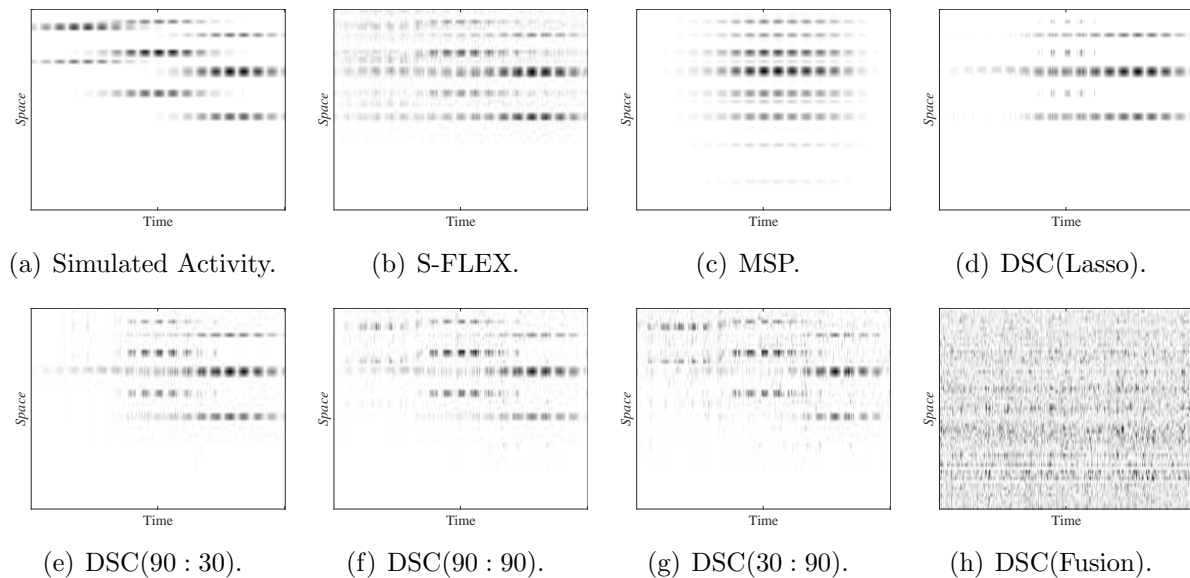 Space
Space
Space
Space
Time
Time
Time
Time
(a) Simulated Activity.
(b) S-FLEX.
(c) MSP.
(d) DSC(Lasso).
Space
Space
Space
Space
Time
Time
Time
Time
(e) DSC(90 : 30).
(f) DSC(90 : 90).
(g) DSC(30 : 90).
(h) DSC(Fusion).